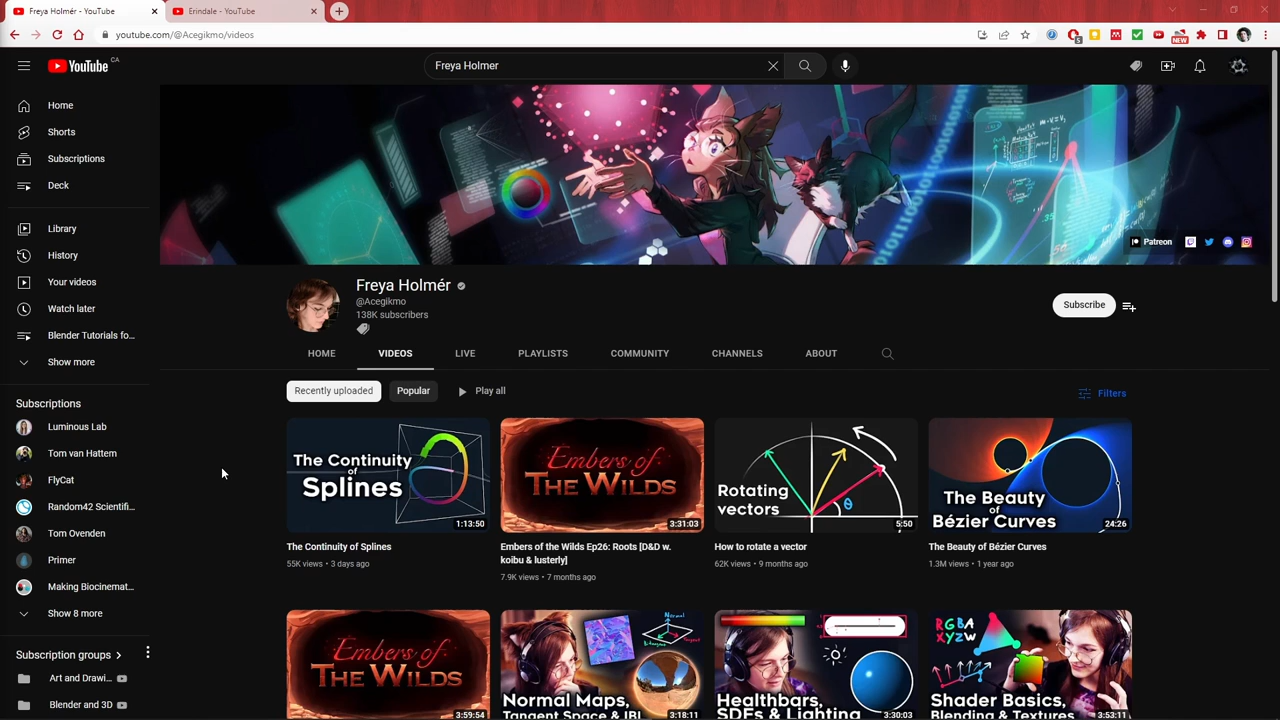 Freya Holmér - YouTube
Erindale - YouTube
youtube.com/@Acegikmo/videos
5
NEW
YouTube CA
Freya Holmer
Home
Shorts
Subscriptions
Deck
Library
History
Your videos
Watch later
Blender Tutorials fo...
Show more
Subscriptions
Luminous Lab
Tom van Hattem
FlyCat
Random42 Scientifi...
Tom Ovenden
Primer
Making Biocinemat...
Show 8 more
Subscription groups
Art and Drawi...
Blender and 3D
Patreon
Freya Holmér
@Acegikmo
138K subscribers
Subscribe
HOME
VIDEOS
LIVE
PLAYLISTS
COMMUNITY
CHANNELS
ABOUT
Recently uploaded
Popular
Play all
Filters
The Continuity
of
Splines
1:13:50
The Continuity of Splines
55K views • 3 days ago
Embers of
THE WILDS
3:31:03
Embers of the Wilds Ep26: Roots [D&D w.
koibu & lusterly]
7.9K views • 7 months ago
Rotating
vectors
θ
5:50
How to rotate a vector
62K views • 9 months ago
The Beauty
of
Bézier Curves
24:26
The Beauty of Bézier Curves
1.3M views • 1 year ago
Embers of
THE WILDS
3:59:54
Normal
Tangent
Normal Maps,
Tangent Space & IBL
3:18:11
Healthbars,
SDFs & Lighting
3:30:03
RGBA
XYZW
Shader Basics,
Blending & Textures
3:53:11